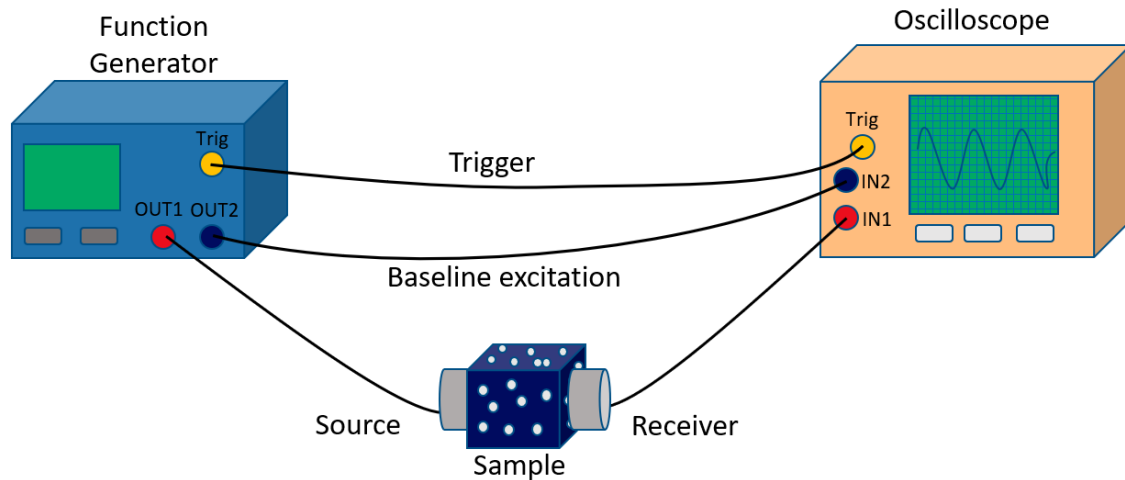 Function
Generator
Oscilloscope
Trig
Trigger
Trig
IN2
OUT1 OUT2
IN1
Baseline excitation
Source
Receiver
Sample